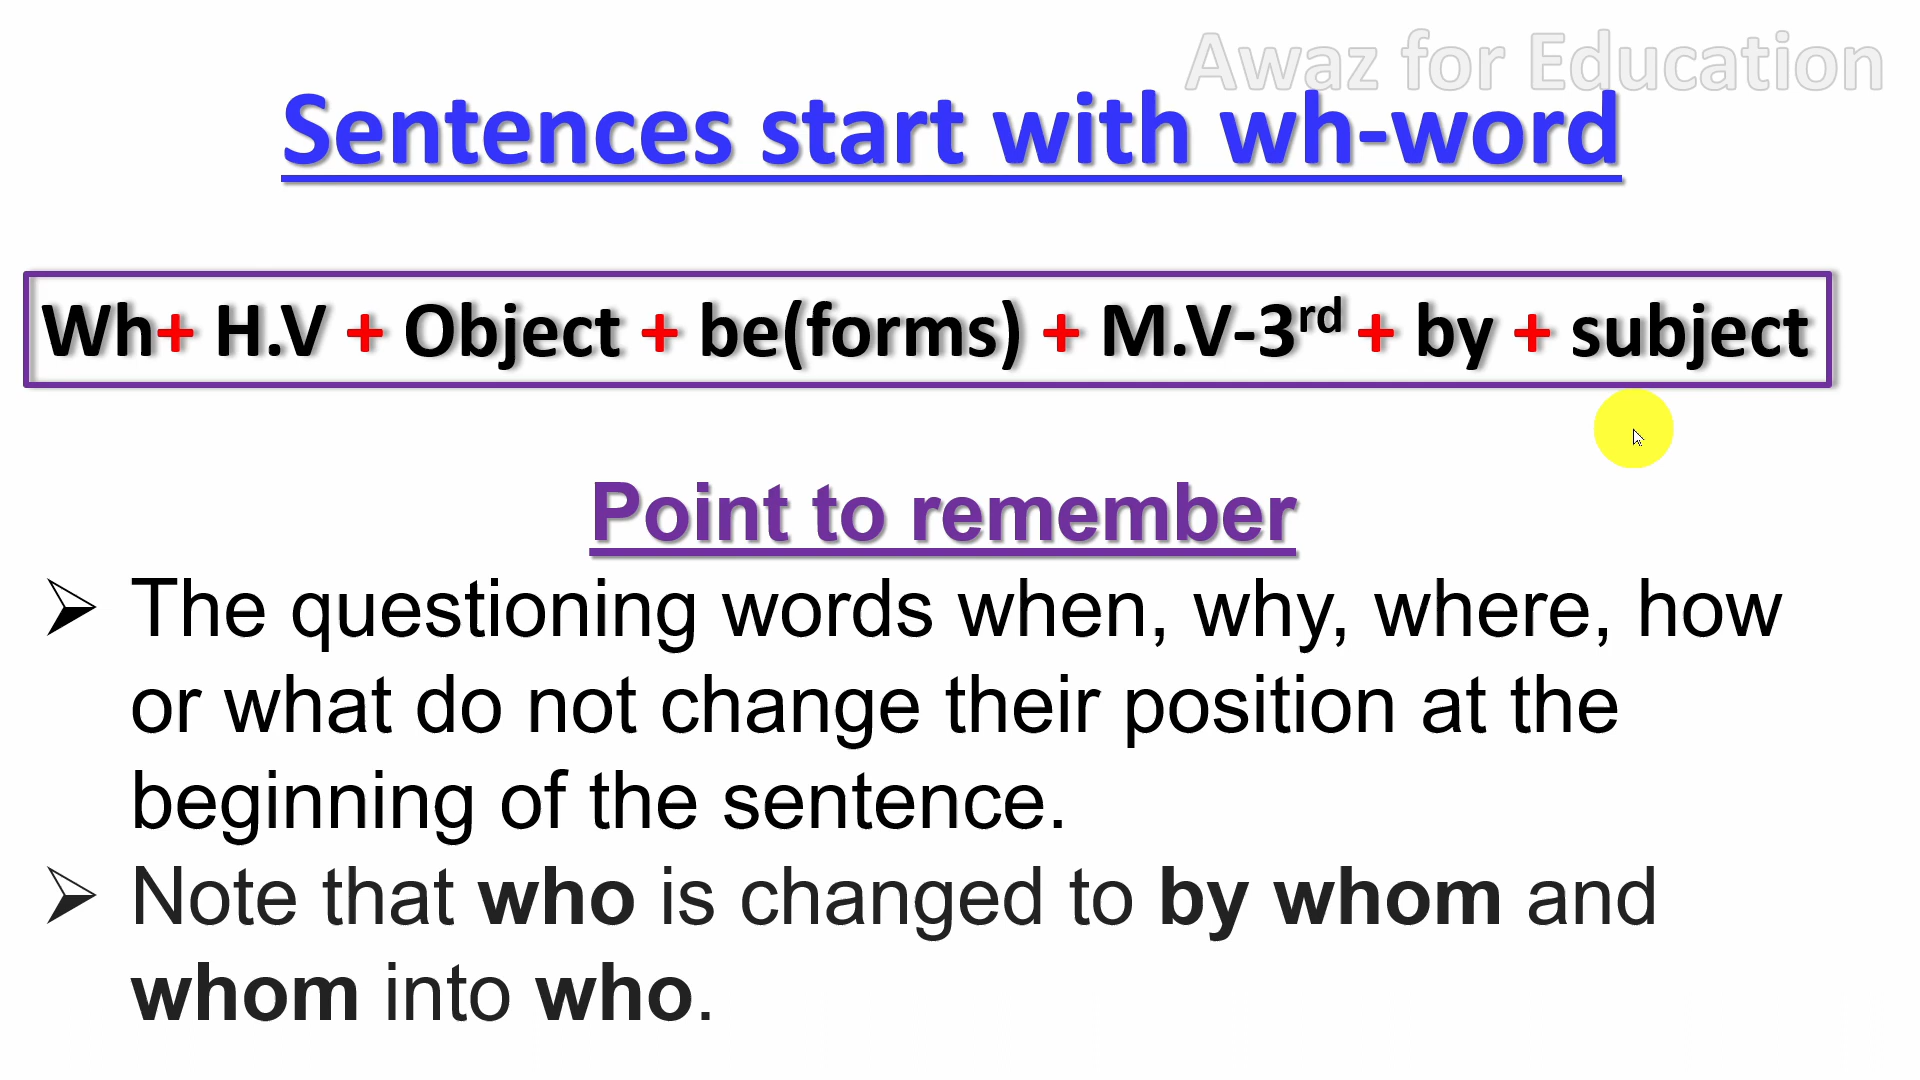 Awaz for Education
Sentences start with wh-word
Wh+ H.V + Object + be(forms) + M.V-3rd + by + subject
Point to remember
➢ The questioning words when, why, where, how
or what do not change their position at the
beginning of the sentence.
➢ Note that who is changed to by whom and
whom into who.